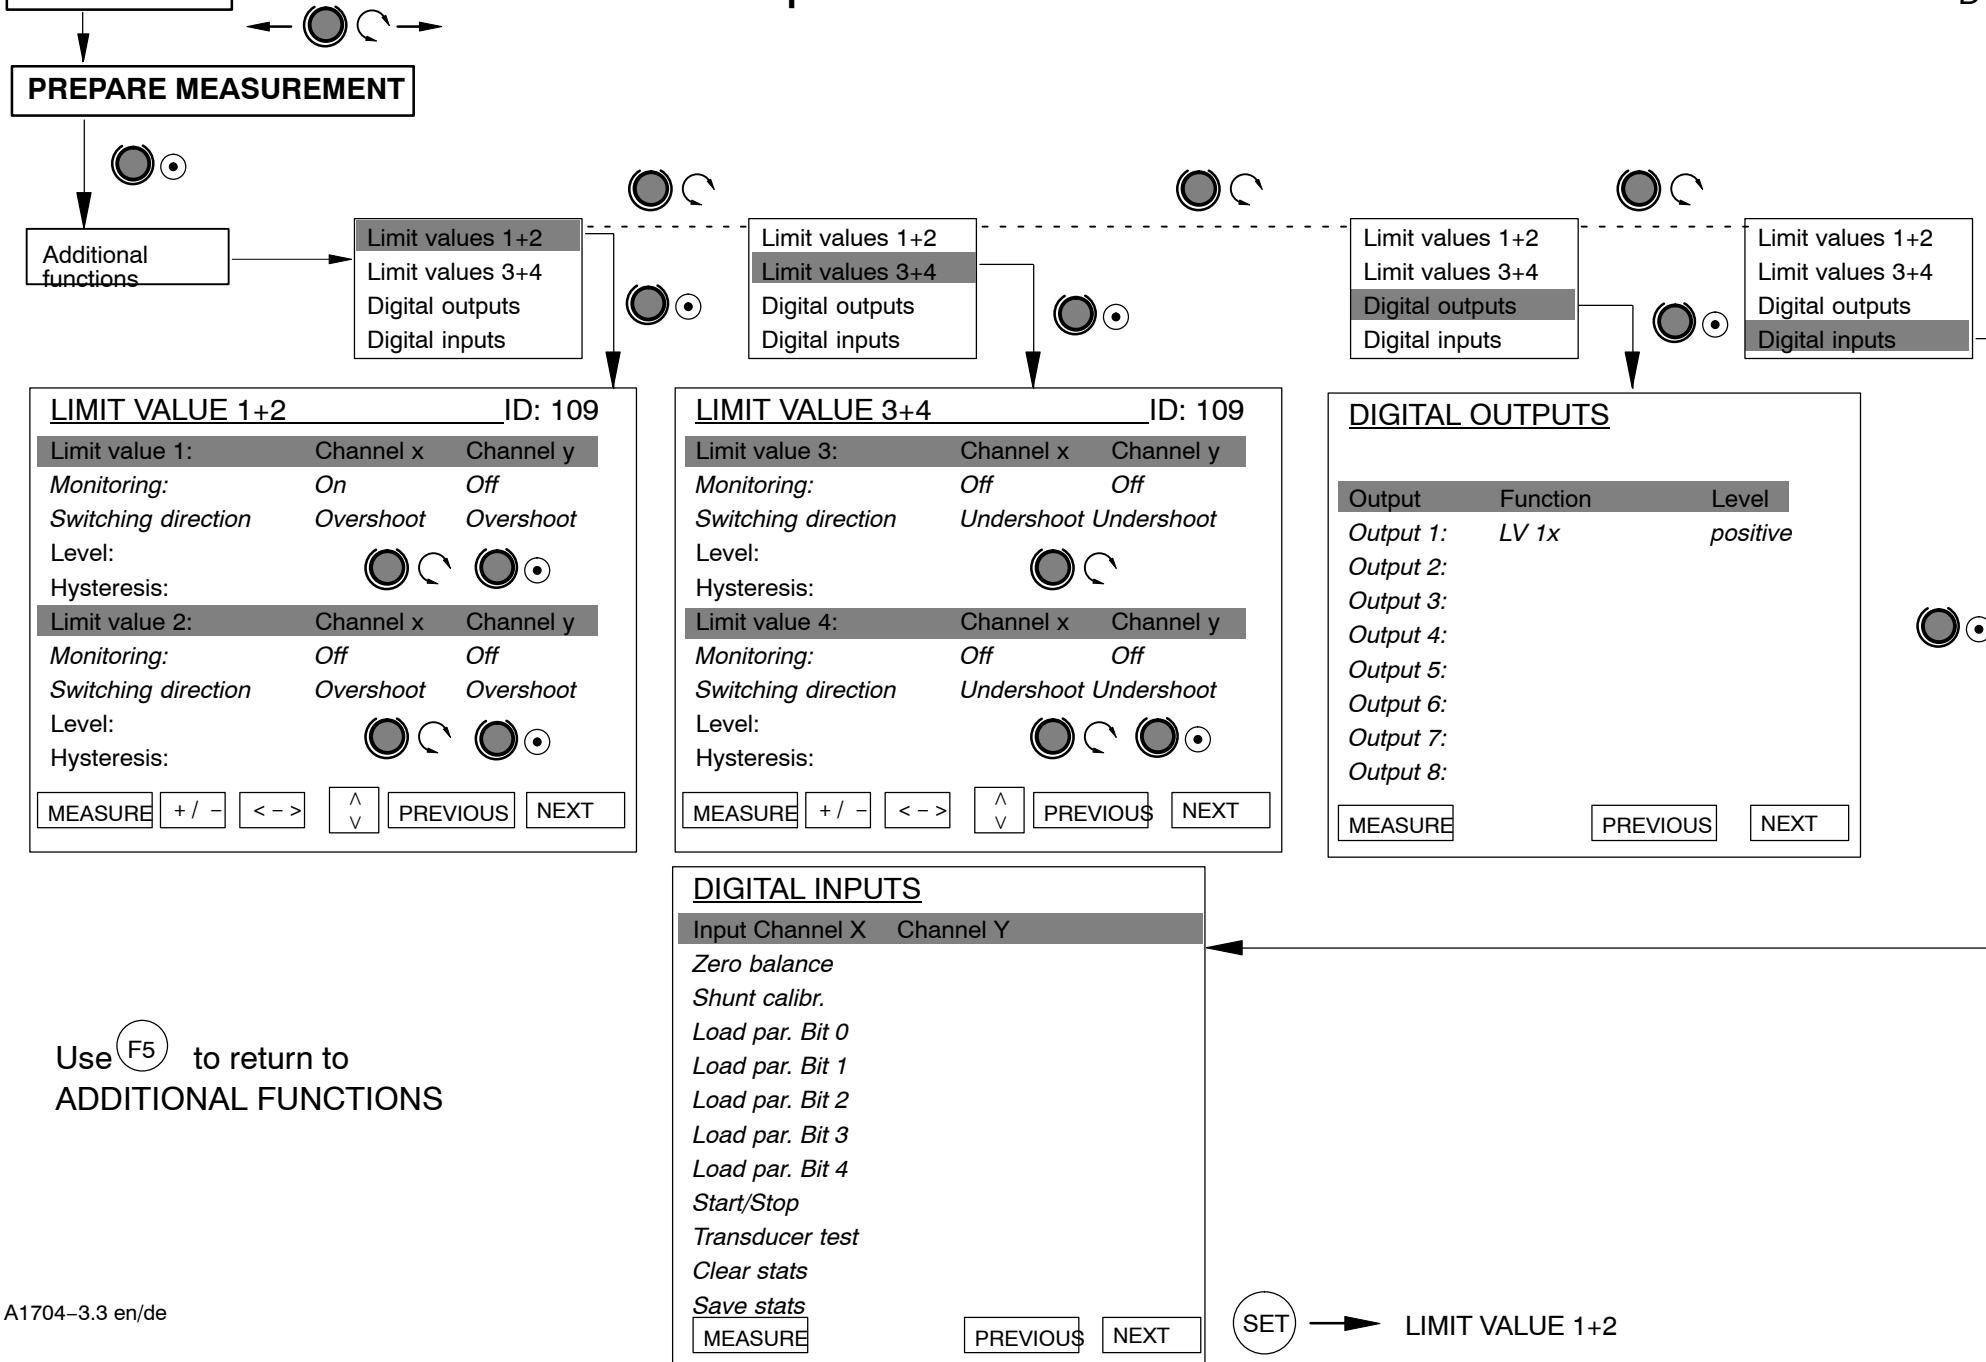 PREPARE MEASUREMENT
Additional
functions
Limit values 1+2
Limit values 3+4
Digital outputs
Digital inputs
Limit values 1+2
Limit values 3+4
Digital outputs
Digital inputs
Limit values 1+2
Limit values 3+4
Digital outputs
Digital inputs
Limit values 1+2
Limit values 3+4
Digital outputs
Digital inputs
LIMIT VALUE 1+2 ID: 109
Limit value 1: Channel x Channel y
Monitoring: On Off
Switching direction Overshoot Overshoot
Level:
Hysteresis:
Limit value 2: Channel x Channel y
Monitoring: Off Off
Switching direction Overshoot Overshoot
Level:
Hysteresis:
MEASURE + / − < − > ^ v PREVIOUS NEXT
LIMIT VALUE 3+4 ID: 109
Limit value 3: Channel x Channel y
Monitoring: Off Off
Switching direction Undershoot Undershoot
Level:
Hysteresis:
Limit value 4: Channel x Channel y
Monitoring: Off Off
Switching direction Undershoot Undershoot
Level:
Hysteresis:
MEASURE + / − < − > ^ v PREVIOUS NEXT
DIGITAL OUTPUTS
Output Function Level
Output 1: LV 1x positive
Output 2:
Output 3:
Output 4:
Output 5:
Output 6:
Output 7:
Output 8:
MEASURE PREVIOUS NEXT
DIGITAL INPUTS
Input Channel X Channel Y
Zero balance
Shunt calibr.
Load par. Bit 0
Load par. Bit 1
Load par. Bit 2
Load par. Bit 3
Load par. Bit 4
Start/Stop
Transducer test
Clear stats
Save stats
MEASURE PREVIOUS NEXT
Use F5 to return to
ADDITIONAL FUNCTIONS
SET LIMIT VALUE 1+2
A1704−3.3 en/de